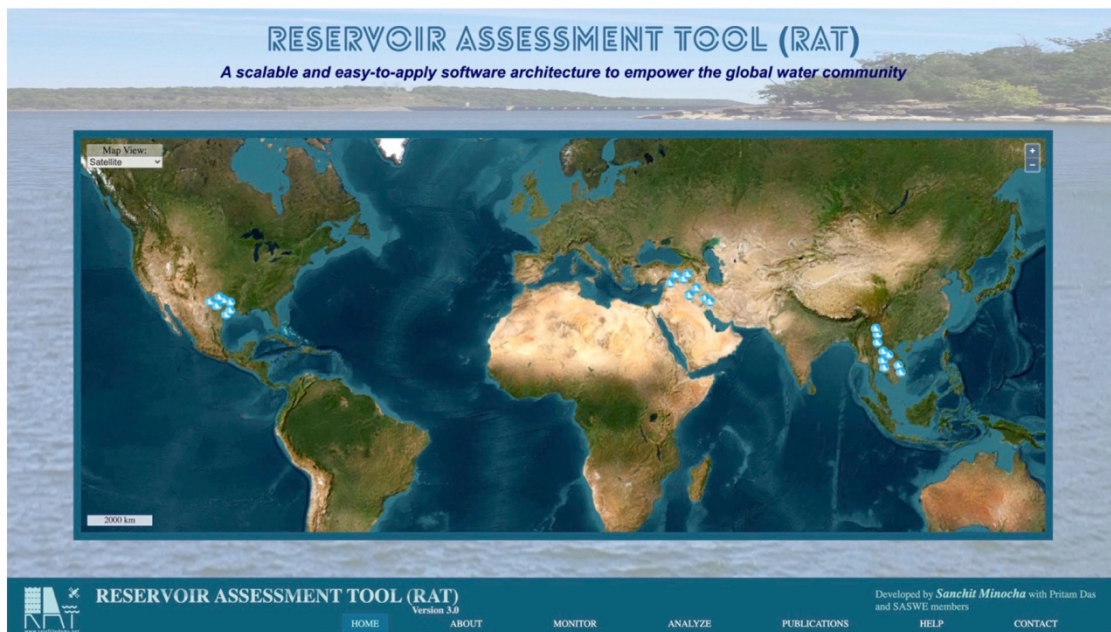 RESERVOIR ASSESSMENT TOOL (RAT)
A scalable and easy-to-apply software architecture to empower the global water community
Map View:
Satellite
+
−
2000 km
RAT
RESERVOIR ASSESSMENT TOOL (RAT)
Version 3.0
Developed by Sanchit Minocha with Pritam Das
and SASWE members
HOME ABOUT MONITOR ANALYZE PUBLICATIONS HELP CONTACT